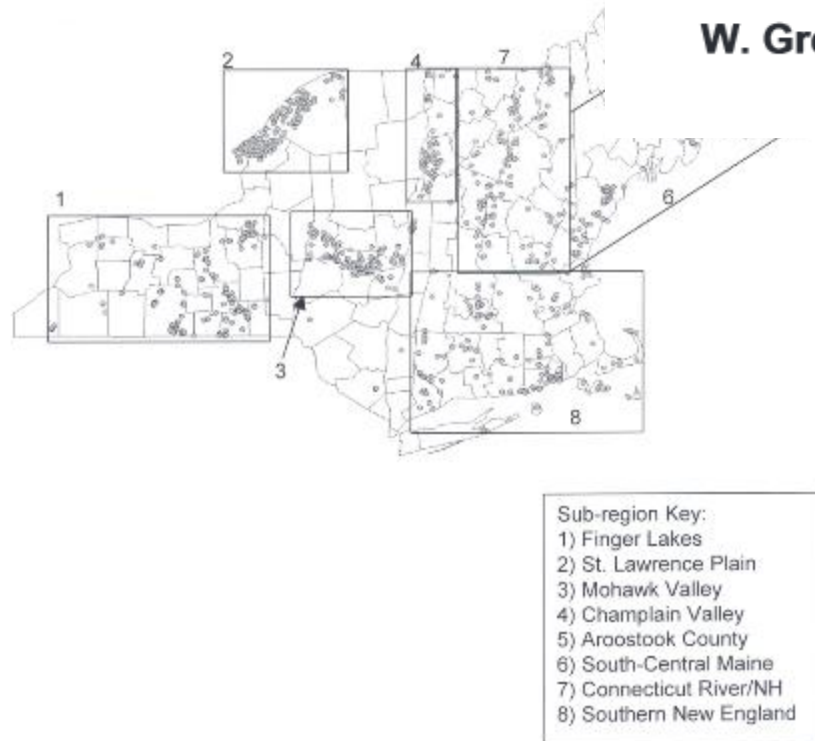 W. Gr
2
4
7
1
6
3
8
Sub-region Key:
1) Finger Lakes
2) St. Lawrence Plain
3) Mohawk Valley
4) Champlain Valley
5) Aroostook County
6) South-Central Maine
7) Connecticut River/NH
8) Southern New England